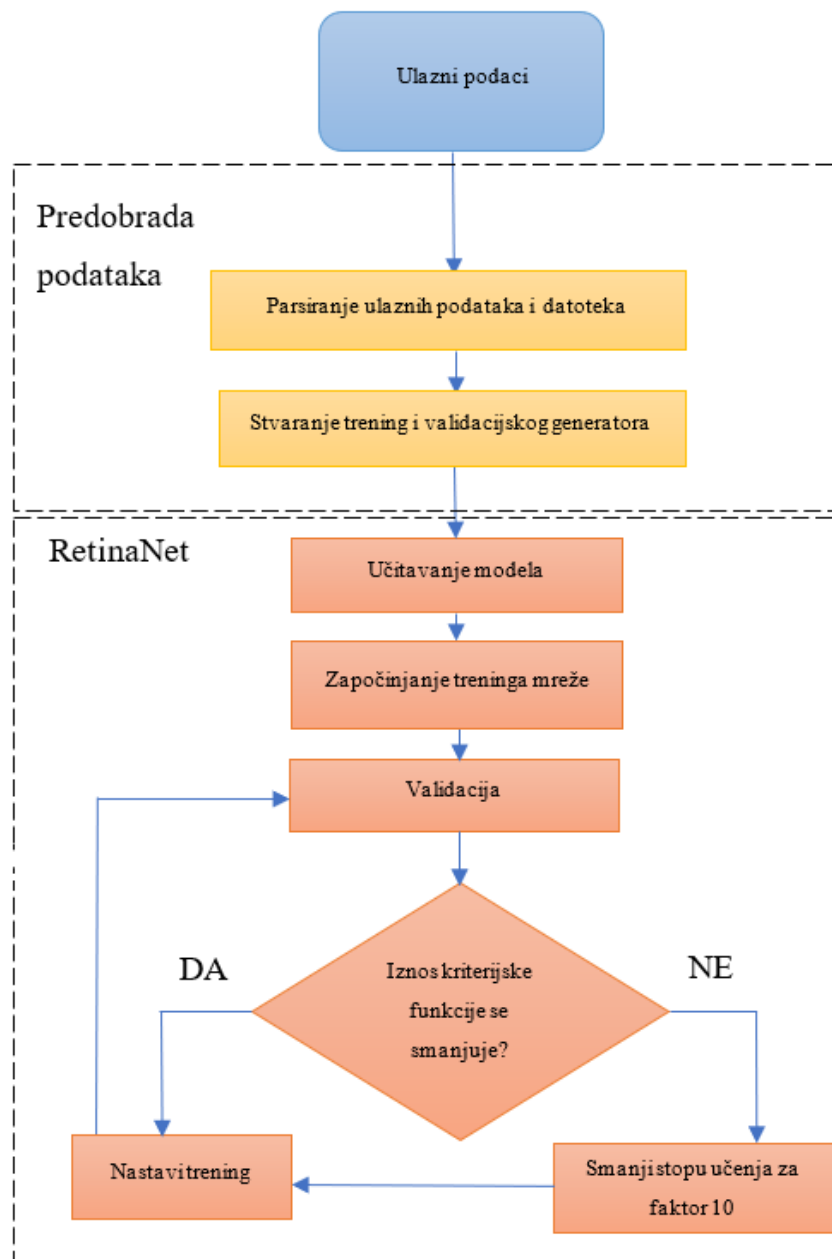 Ulazni podaci
Predobrada
podataka
Parsiranje ulaznih podataka i datoteka
Stvaranje trening i validacijskog generatora
RetinaNet
Učitavanje modela
Započinjanje treninga mreže
Validacija
DA
Iznos kriterijske
funkcije se
smanjuje?
NE
Nastavi trening
Smanji stopu učenja za
faktor 10